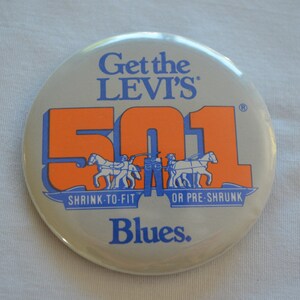 Get the
LEVI'S®
501®
SHRINK-TO-FIT OR PRE-SHRUNK
Blues.